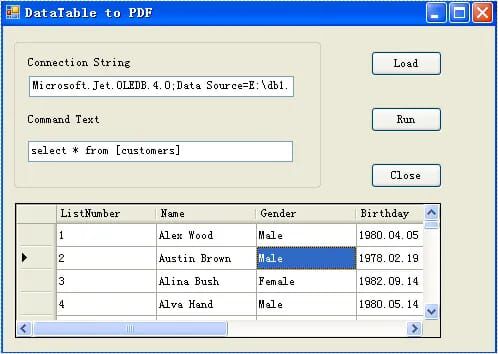 DataTable to PDF
Connection String
Load
Microsoft.Jet.OLEDB.4.0;Data Source=E:\db1.
Command Text
Run
select * from [customers]
Close
ListNumber Name Gender Birthday
1 Alex Wood Male 1980.04.05
2 Austin Brown Male 1978.02.19
3 Alina Bush Female 1982.09.14
4 Alva Hand Male 1980.05.14